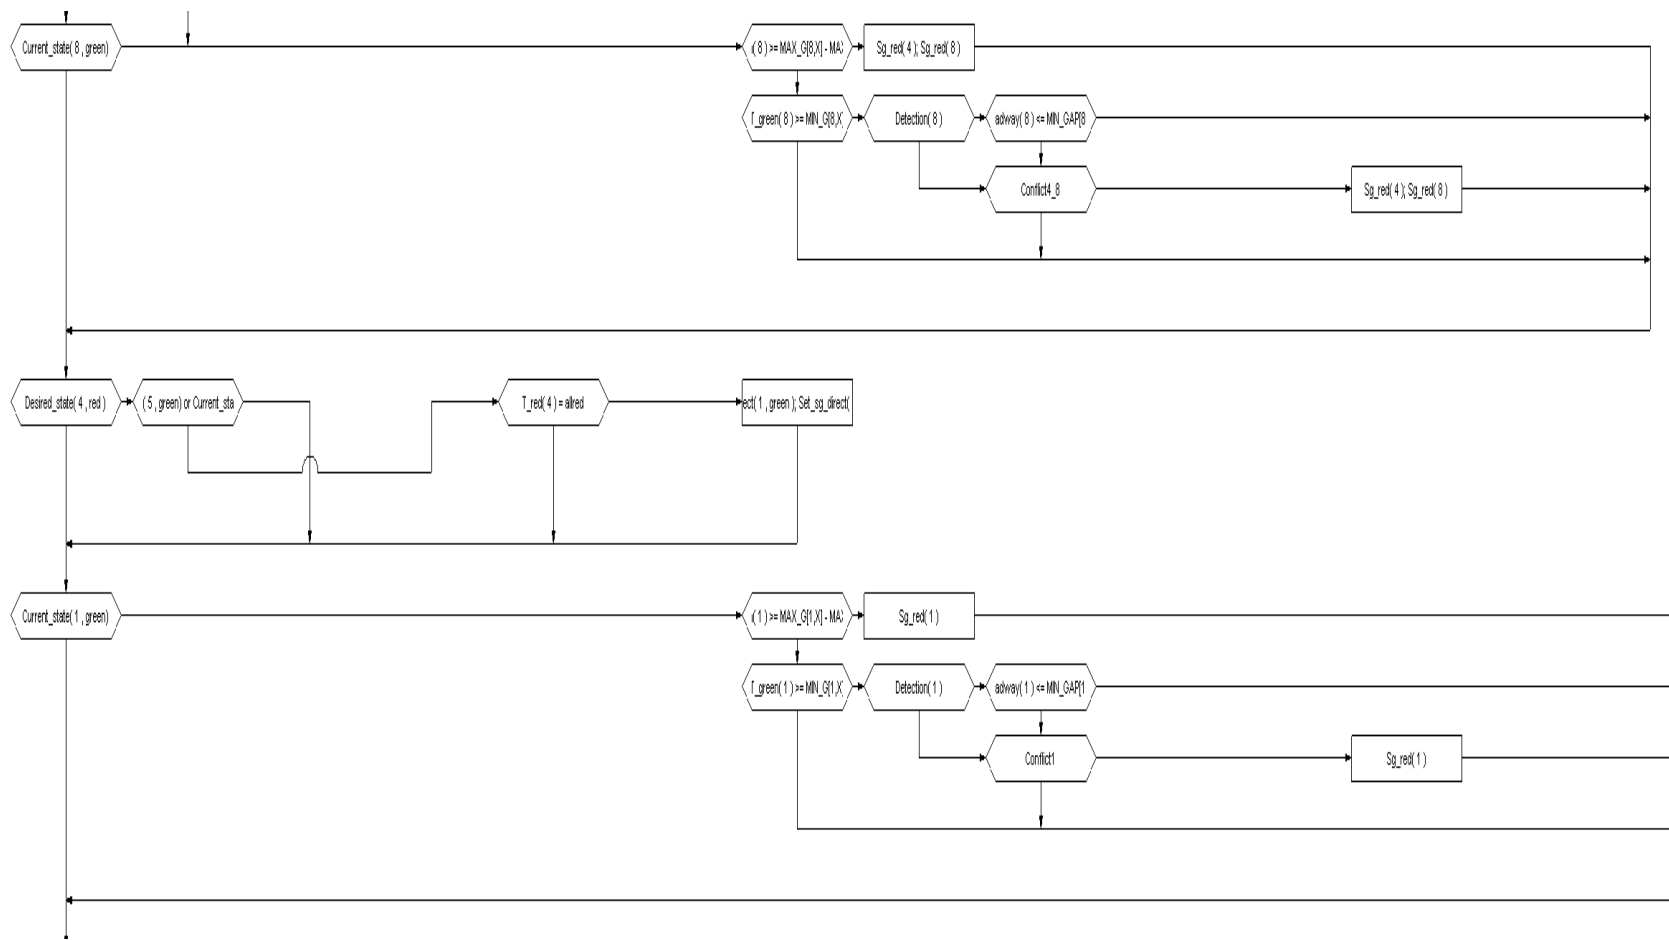 Current_state( 8 , green)
( 8 ) >= MAX_G[8,X] - MAX
Sg_red( 4 ); Sg_red( 8 )
T_green( 8 ) >= MIN_G[8,X]
Detection( 8 )
adway( 8 ) <= MIN_GAP[8
Conflict4_8
Sg_red( 4 ); Sg_red( 8 )
Desired_state( 4 , red )
( 5 , green) or Current_sta
T_red( 4 ) = allred
ect( 1 , green ); Set_sg_direct(
Current_state( 1 , green)
( 1 ) >= MAX_G[1,X] - MAX
Sg_red( 1 )
T_green( 1 ) >= MIN_G[1,X]
Detection( 1 )
adway( 1 ) <= MIN_GAP[1
Conflict1
Sg_red( 1 )